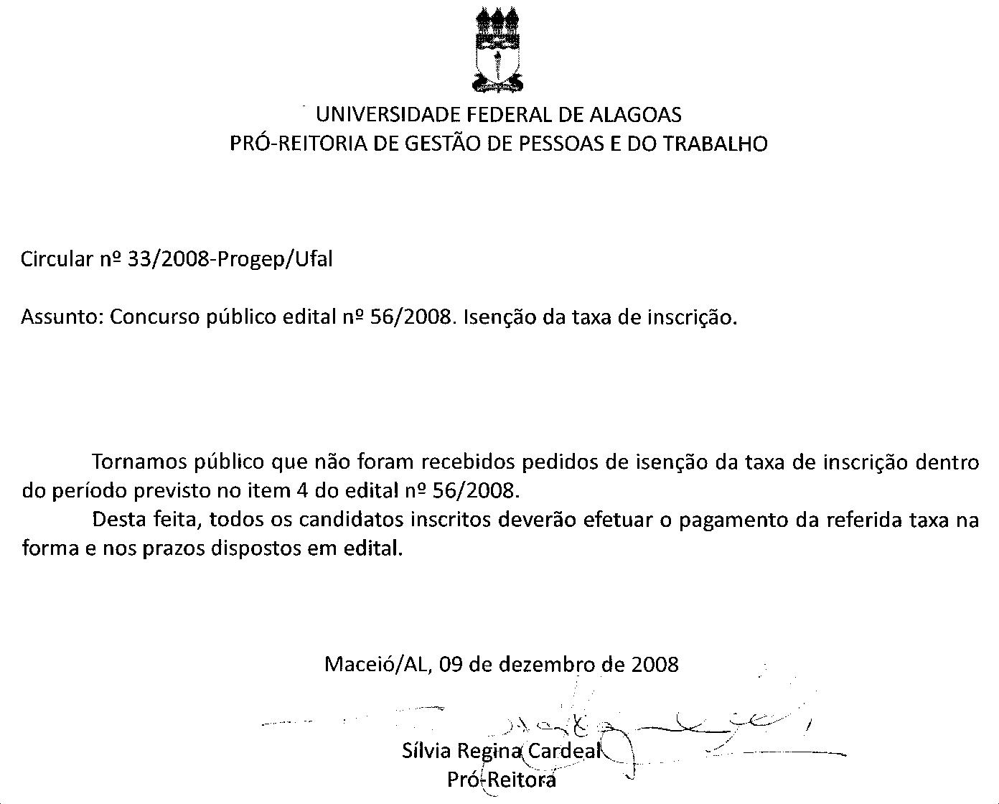 UNIVERSIDADE FEDERAL DE ALAGOAS
PRÓ-REITORIA DE GESTÃO DE PESSOAS E DO TRABALHO
Circular nº 33/2008-Progep/Ufal
Assunto: Concurso público edital nº 56/2008. Isenção da taxa de inscrição.
Tornamos público que não foram recebidos pedidos de isenção da taxa de inscrição dentro
do período previsto no item 4 do edital nº 56/2008.
Desta feita, todos os candidatos inscritos deverão efetuar o pagamento da referida taxa na
forma e nos prazos dispostos em edital.
Maceió/AL, 09 de dezembro de 2008
Sílvia Regina Cardeal
Pró-Reitora